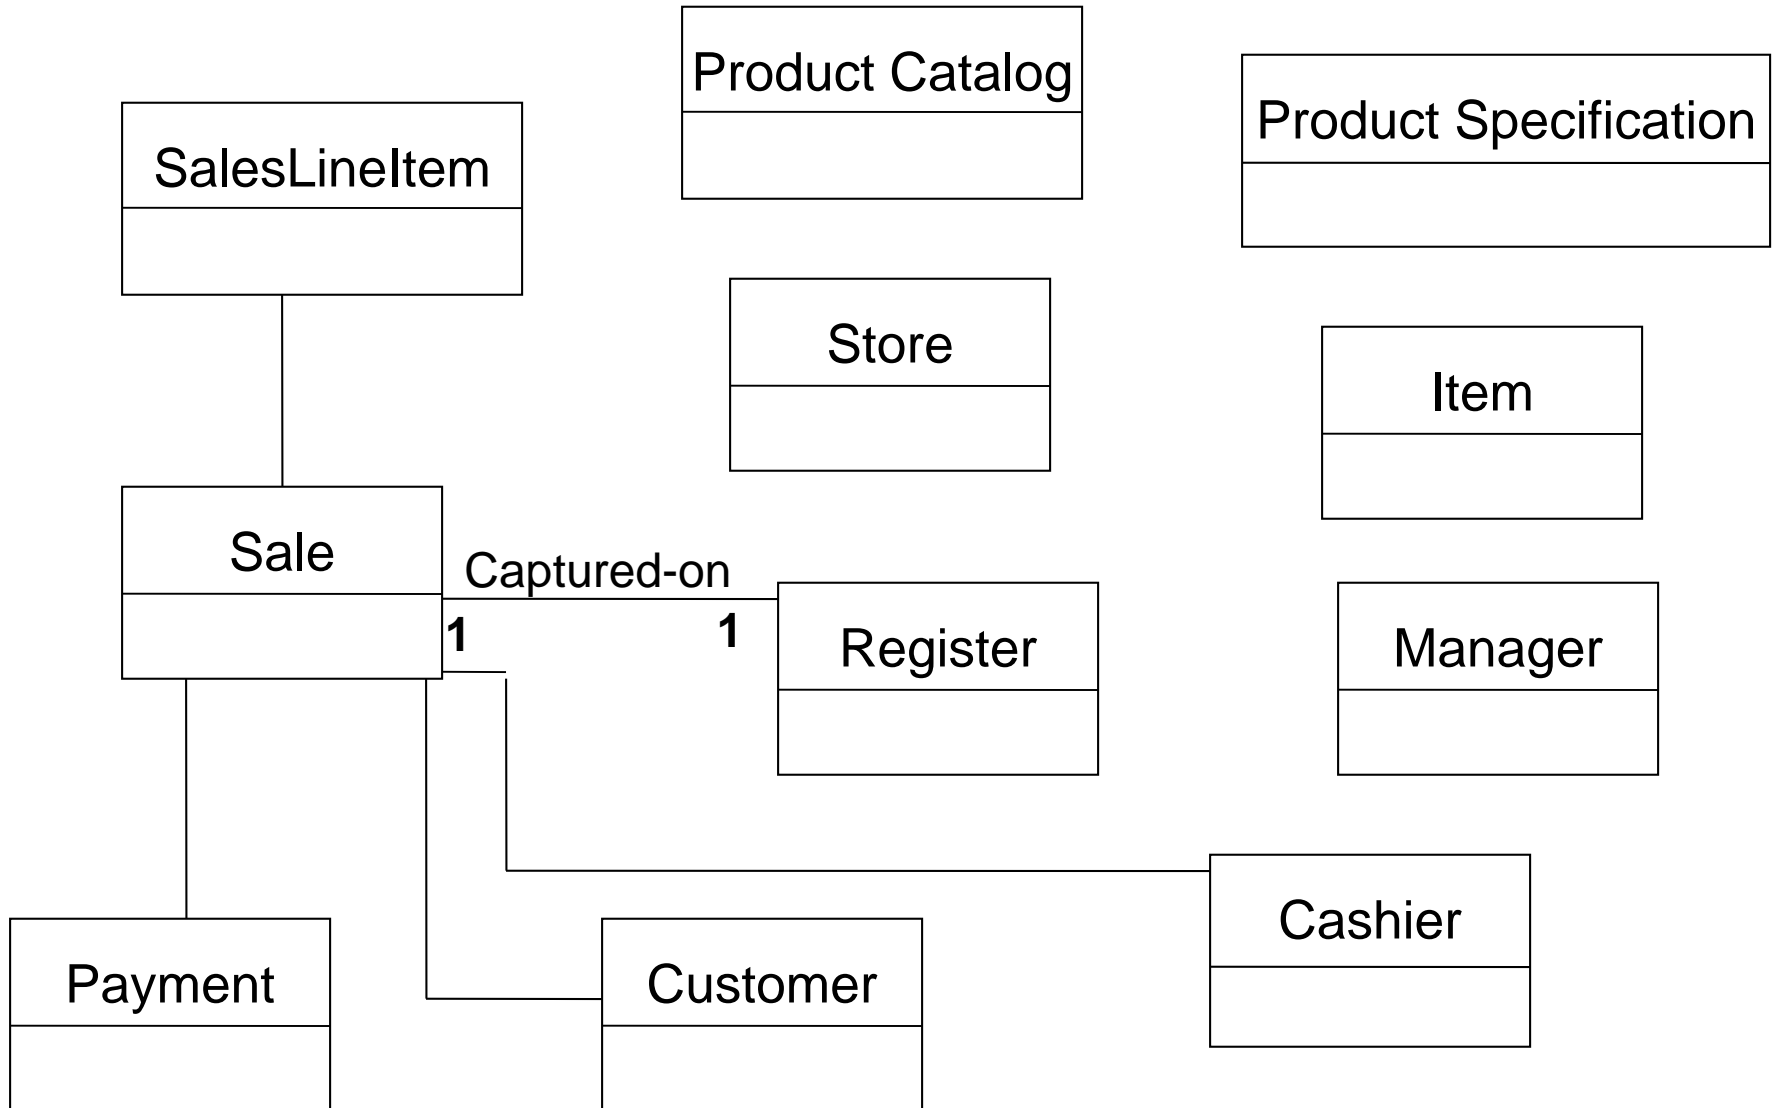 Product Catalog
Product Specification
SalesLineItem
Store
Item
Sale
Captured-on
1
1
Register
Manager
Cashier
Payment
Customer